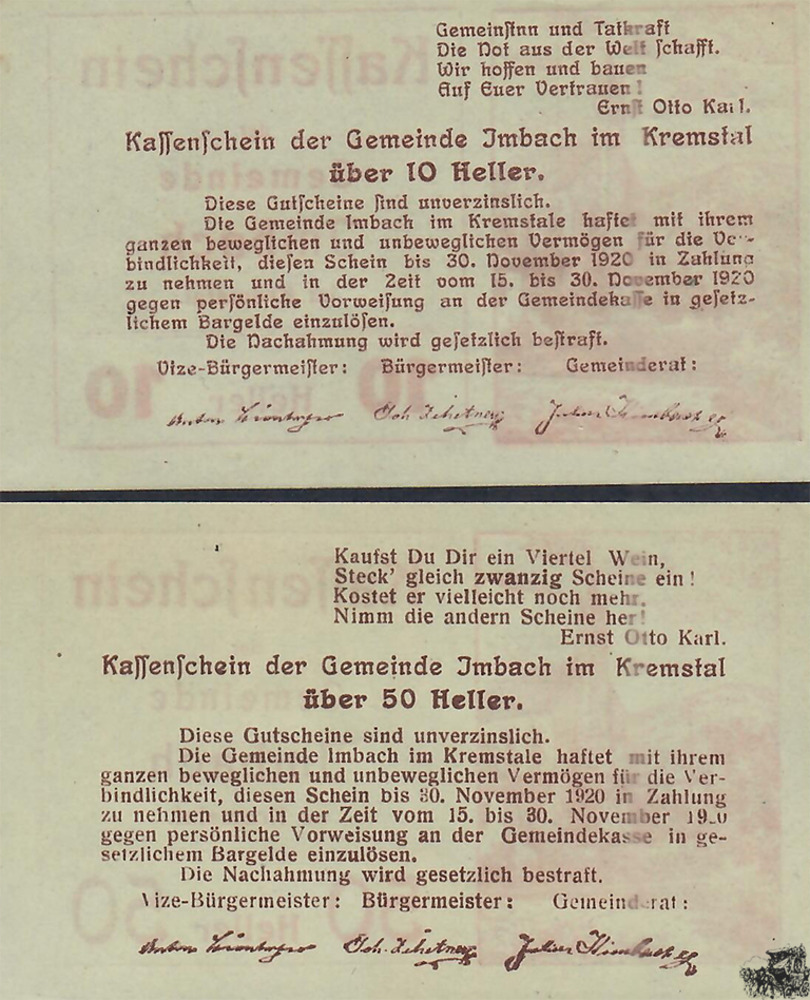 Gemeinſinn und Tatkraft
Die Not aus der Welt ſchafft.
Wir hoffen und bauen
Auf Euer Vertrauen!
Ernſt Otto Karl.
Kaſſenſchein der Gemeinde Imbach im Kremstal
über 10 Heller.
Dieſe Gutſcheine ſind unverzinslich.
Die Gemeinde Imbach im Kremstale haftet mit ihrem
ganzen beweglichen und unbeweglichen Vermögen für die Ver-
bindlichkeit, dieſen Schein bis 30. November 1920 in Zahlung
zu nehmen und in der Zeit vom 15. bis 30. November 1920
gegen perſönliche Vorweiſung an der Gemeindekaſſe in geſetz-
lichem Bargelde einzulöſen.
Die Nachahmung wird geſetzlich beſtraft.
Vize-Bürgermeiſter: Bürgermeiſter: Gemeinderat:
Joh. Zehetner
Kaufst Du Dir ein Viertel Wein,
Steck' gleich zwanzig Scheine ein!
Kostet er vielleicht noch mehr,
Nimm die andern Scheine her!
Ernst Otto Karl.
Kaſſenſchein der Gemeinde Imbach im Kremstal
über 50 Heller.
Diese Gutscheine sind unverzinslich.
Die Gemeinde Imbach im Kremstale haftet mit ihrem
ganzen beweglichen und unbeweglichen Vermögen für die Ver-
bindlichkeit, diesen Schein bis 30. November 1920 in Zahlung
zu nehmen und in der Zeit vom 15. bis 30. November 1920
gegen persönliche Vorweisung an der Gemeindekasse in ge-
setzlichem Bargelde einzulösen.
Die Nachahmung wird gesetzlich bestraft.
Vize-Bürgermeister: Bürgermeister: Gemeinderat:
Joh. Zehetner